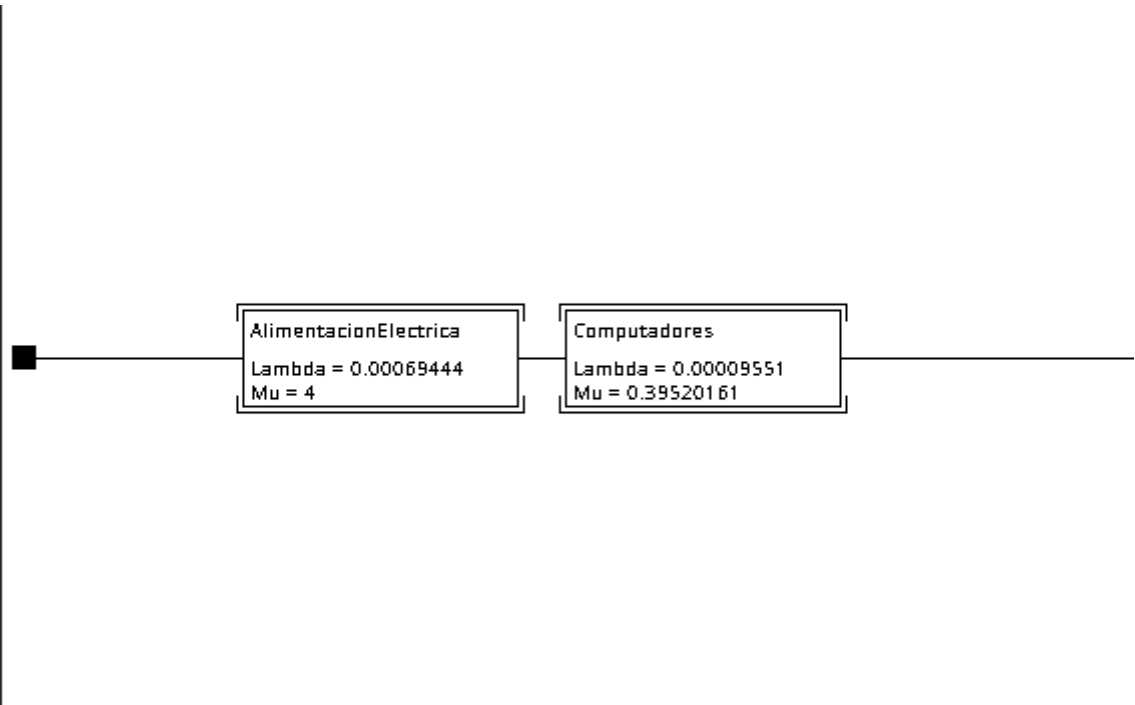 AlimentacionElectrica
Lambda = 0.00069444
Mu = 4
Computadores
Lambda = 0.00009551
Mu = 0.39520161